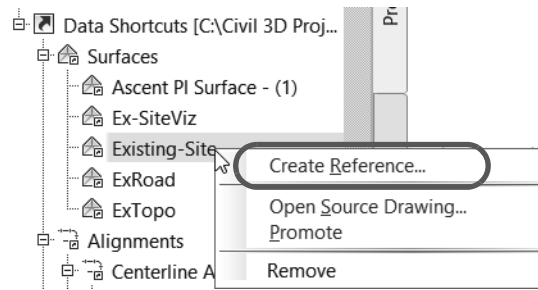 Data Shortcuts [C:\Civil 3D Proj...
Surfaces
Ascent PI Surface - (1)
Ex-SiteViz
Existing-Site
Create Reference...
ExRoad
Open Source Drawing...
ExTopo
Promote
Alignments
Centerline A
Remove